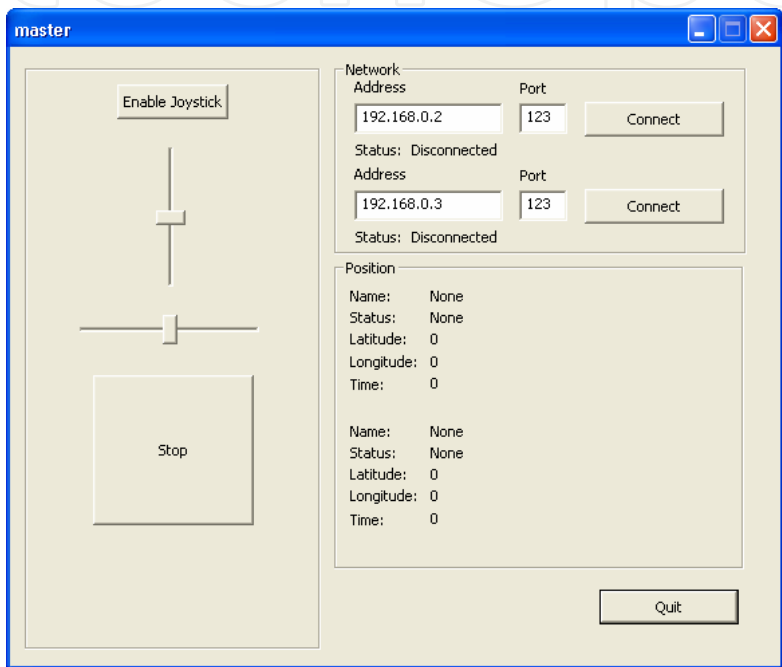 master
Enable Joystick
Stop
Network
Address Port
192.168.0.2 123 Connect
Status: Disconnected
Address Port
192.168.0.3 123 Connect
Status: Disconnected
Position
Name: None
Status: None
Latitude: 0
Longitude: 0
Time: 0
Name: None
Status: None
Latitude: 0
Longitude: 0
Time: 0
Quit